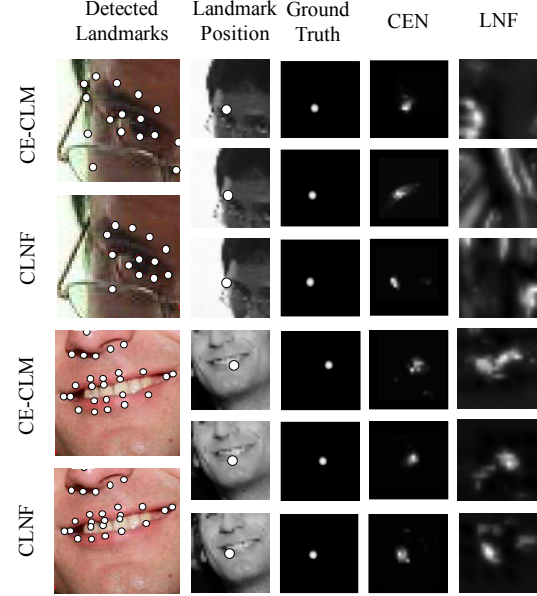 Detected Landmarks
Landmark Position
Ground Truth
CEN
LNF
CE-CLM
CLNF
CE-CLM
CLNF